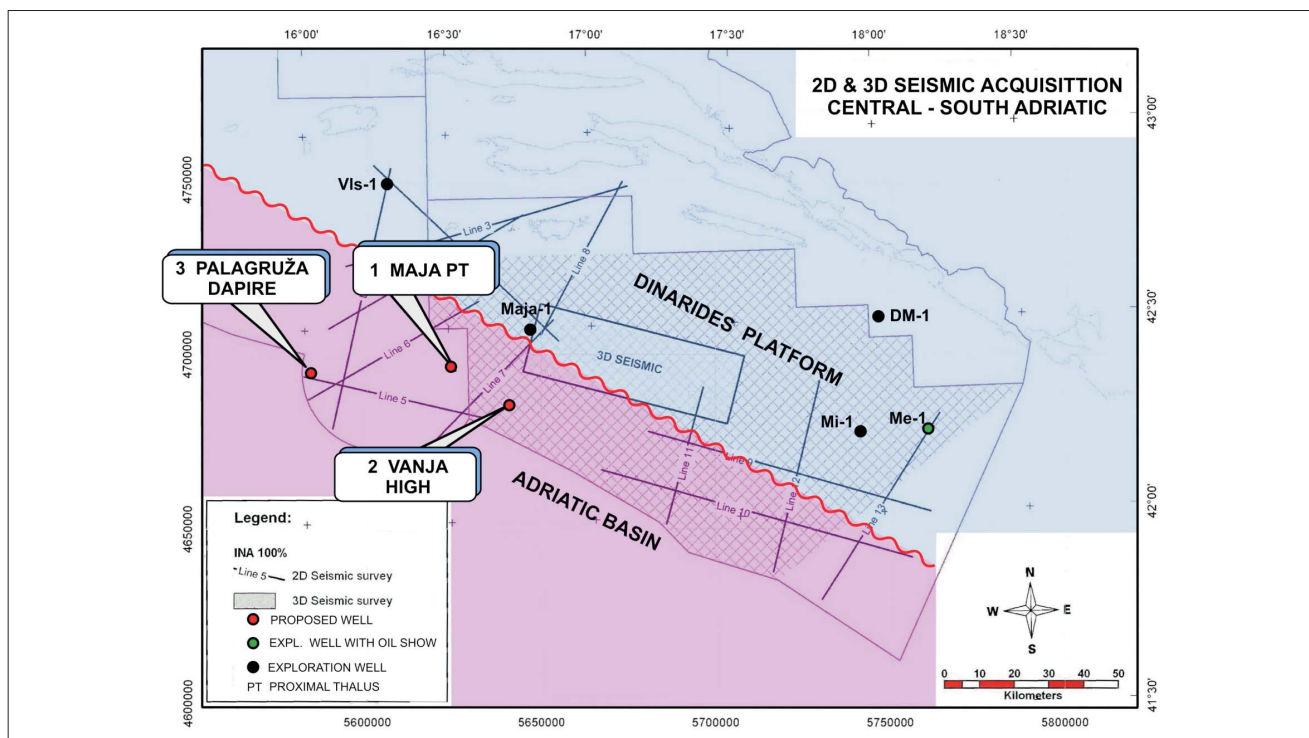 16°00'
16°30'
17°00'
17°30'
18°00'
18°50'
2D & 3D SEISMIC ACQUISITTION
CENTRAL - SOUTH ADRIATIC
43°00'
42°30'
42°00'
41°30'
4750000
4700000
4650000
4600000
Vls-1
Line 3
Line 8
3 PALAGRUŽA
DAPIRE
1 MAJA PT
Maja-1
DINARIDES PLATFORM
DM-1
3D SEISMIC
Line 6
Line 7
Line 5
Mi-1
Me-1
2 VANJA
HIGH
Line 11
Line 9
Line 12
Line 10
Line 13
ADRIATIC BASIN
Legend:
INA 100%
Line 5
2D Seismic survey
3D Seismic survey
PROPOSED WELL
EXPL. WELL WITH OIL SHOW
EXPLORATION WELL
PT PROXIMAL THALUS
N
W
E
S
0 10 20 30 40 50
Kilometers
5600000
5650000
5700000
5750000
5800000